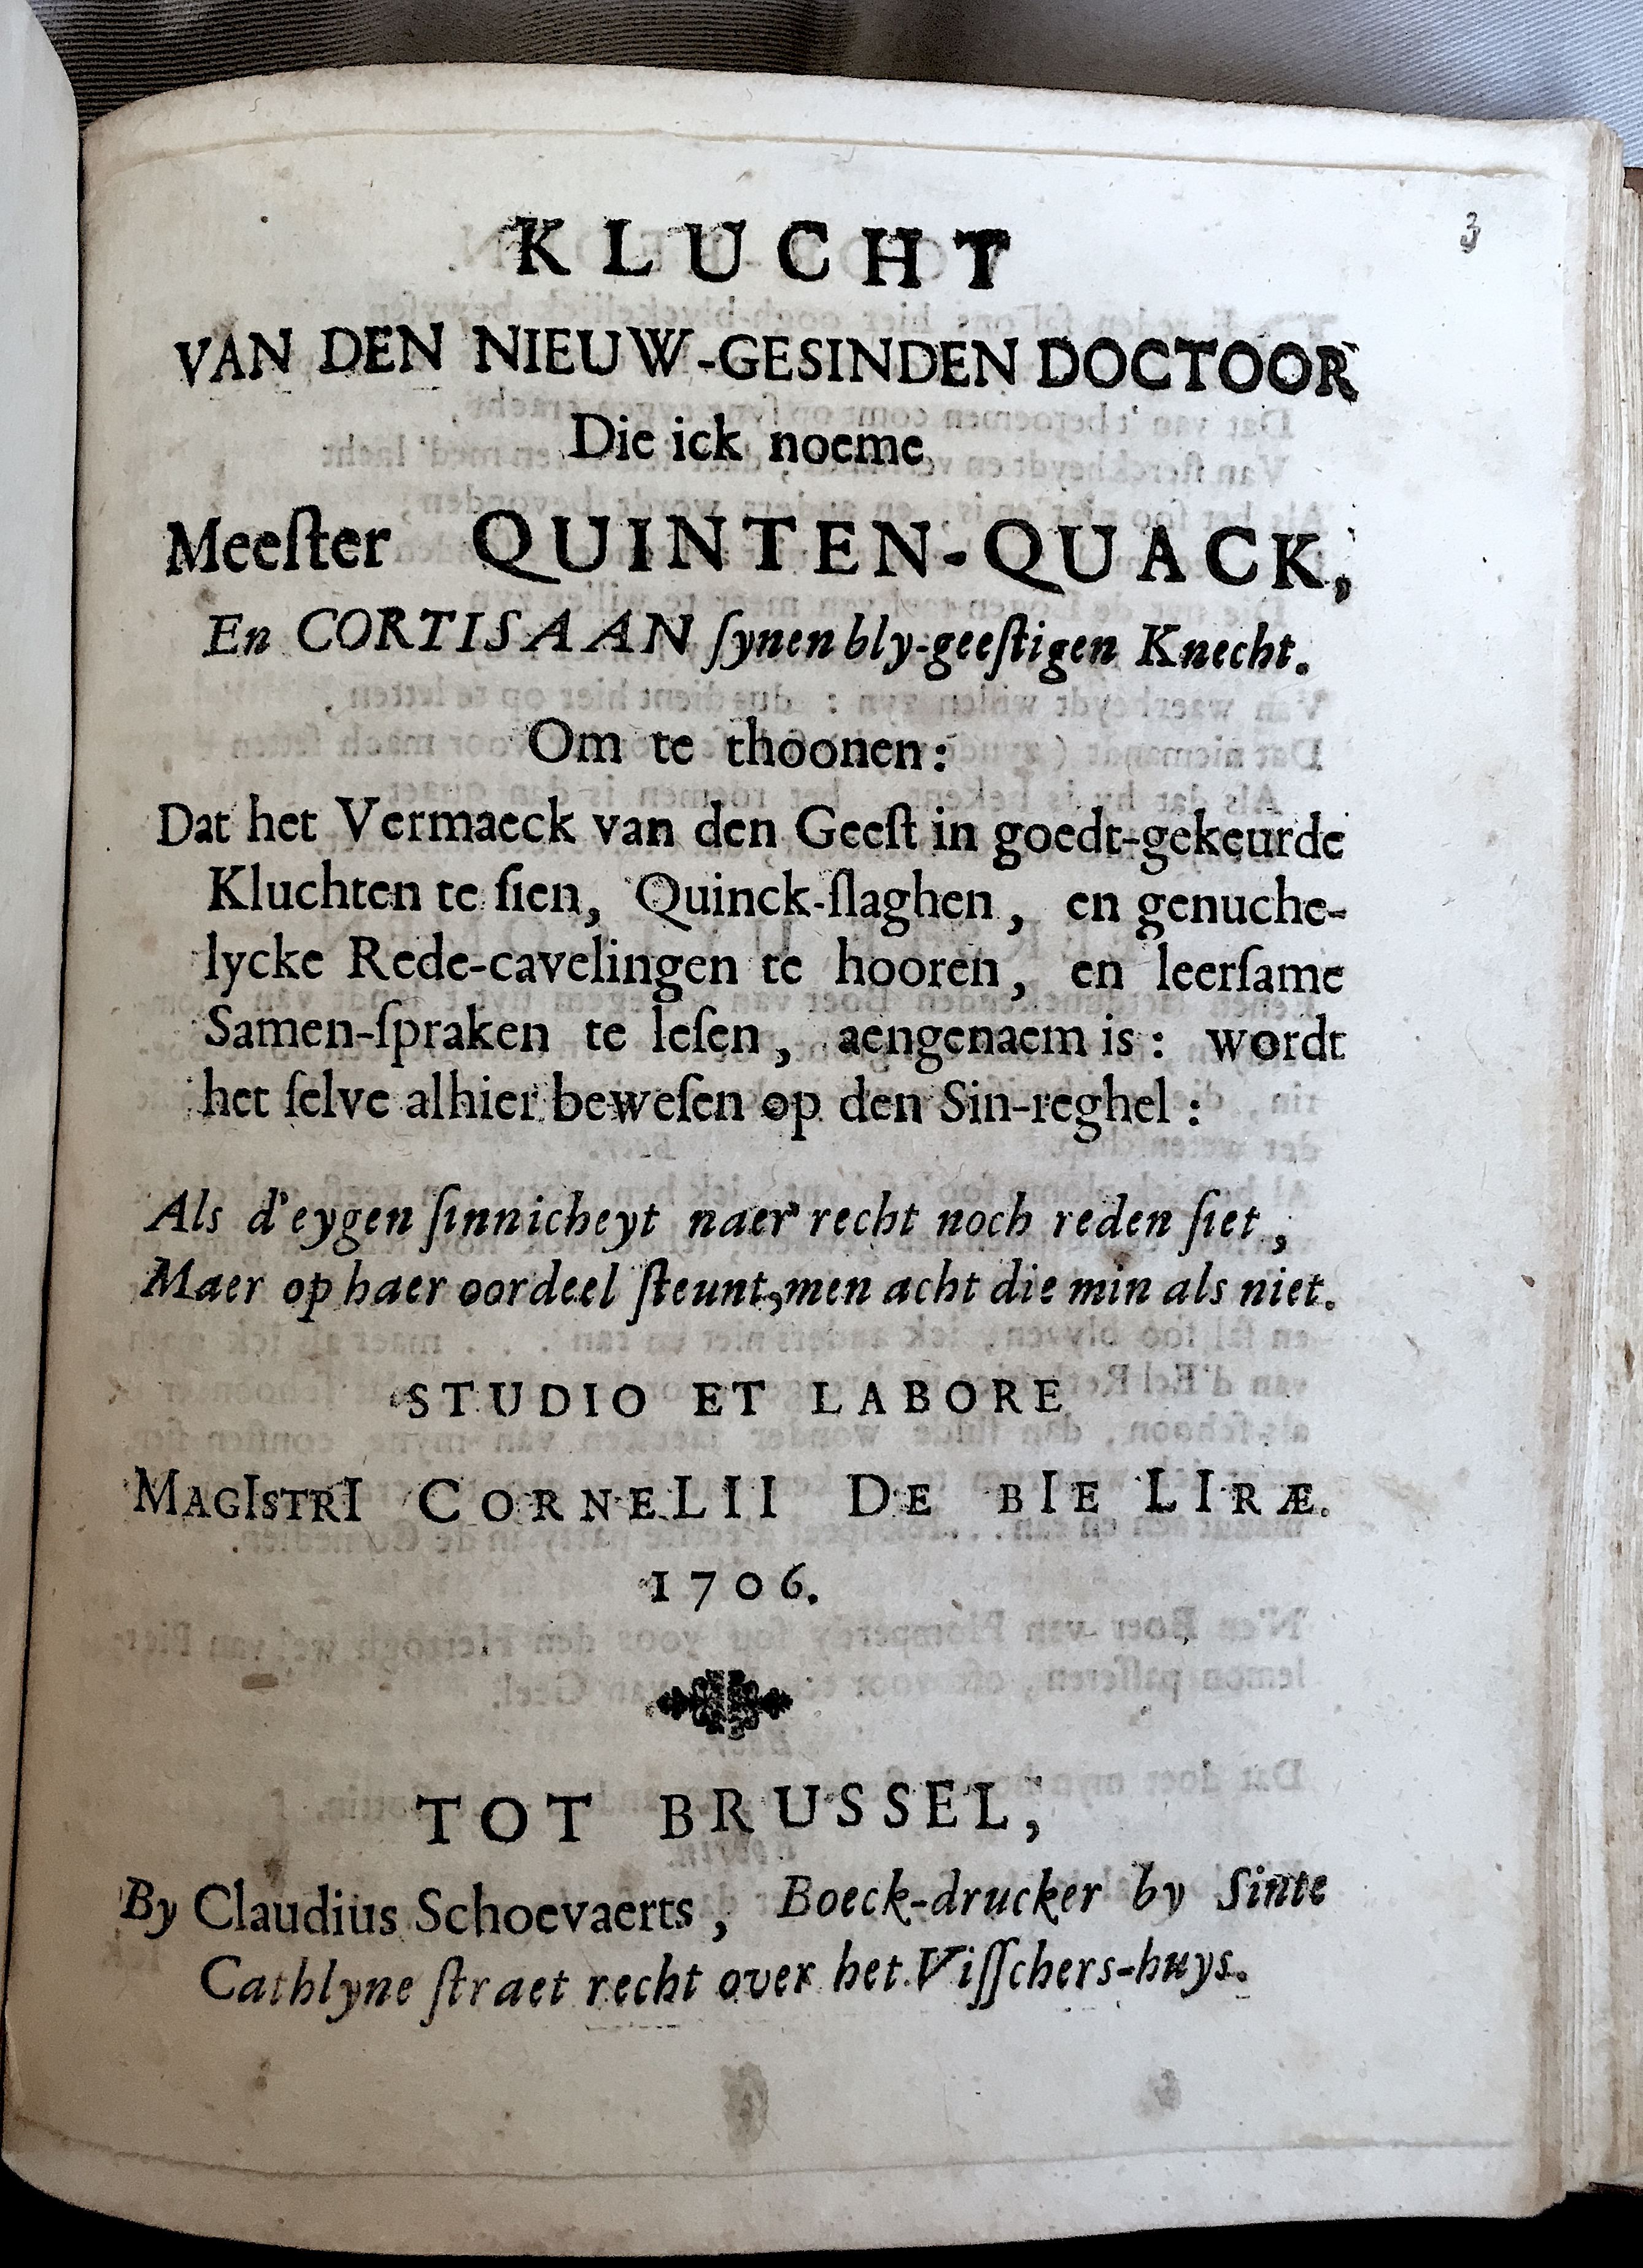 3
KLUCHT
VAN DEN NIEUW-GESINDEN DOCTOOR
Die ick noeme
Meeſter QUINTEN-QUACK,
En CORTISAAN ſynen bly-geeſtigen Knecht.
Om te thoonen:
Dat het Vermaeck van den Geeſt in goedt-gekeurde
Kluchten te ſien, Quinck-ſlaghen, en genuche-
lycke Rede-cavelingen te hooren, en leerſame
Samen-ſpraken te leſen, aengenaem is: wordt
het ſelve alhier beweſen op den Sin-reghel:
Als d'eygen ſinnicheyt naer recht noch reden ſiet,
Maer op haer oordeel ſteunt, men acht die min als niet.
STUDIO ET LABORE
MAGIsTRI CORNELII DE BIE LIRÆ.
1706.
TOT BRUSSEL,
By Claudius Schoevaerts, Boeck-drucker by Sinte
Cathlyne ſtraet recht over het Viſſchers-huys.